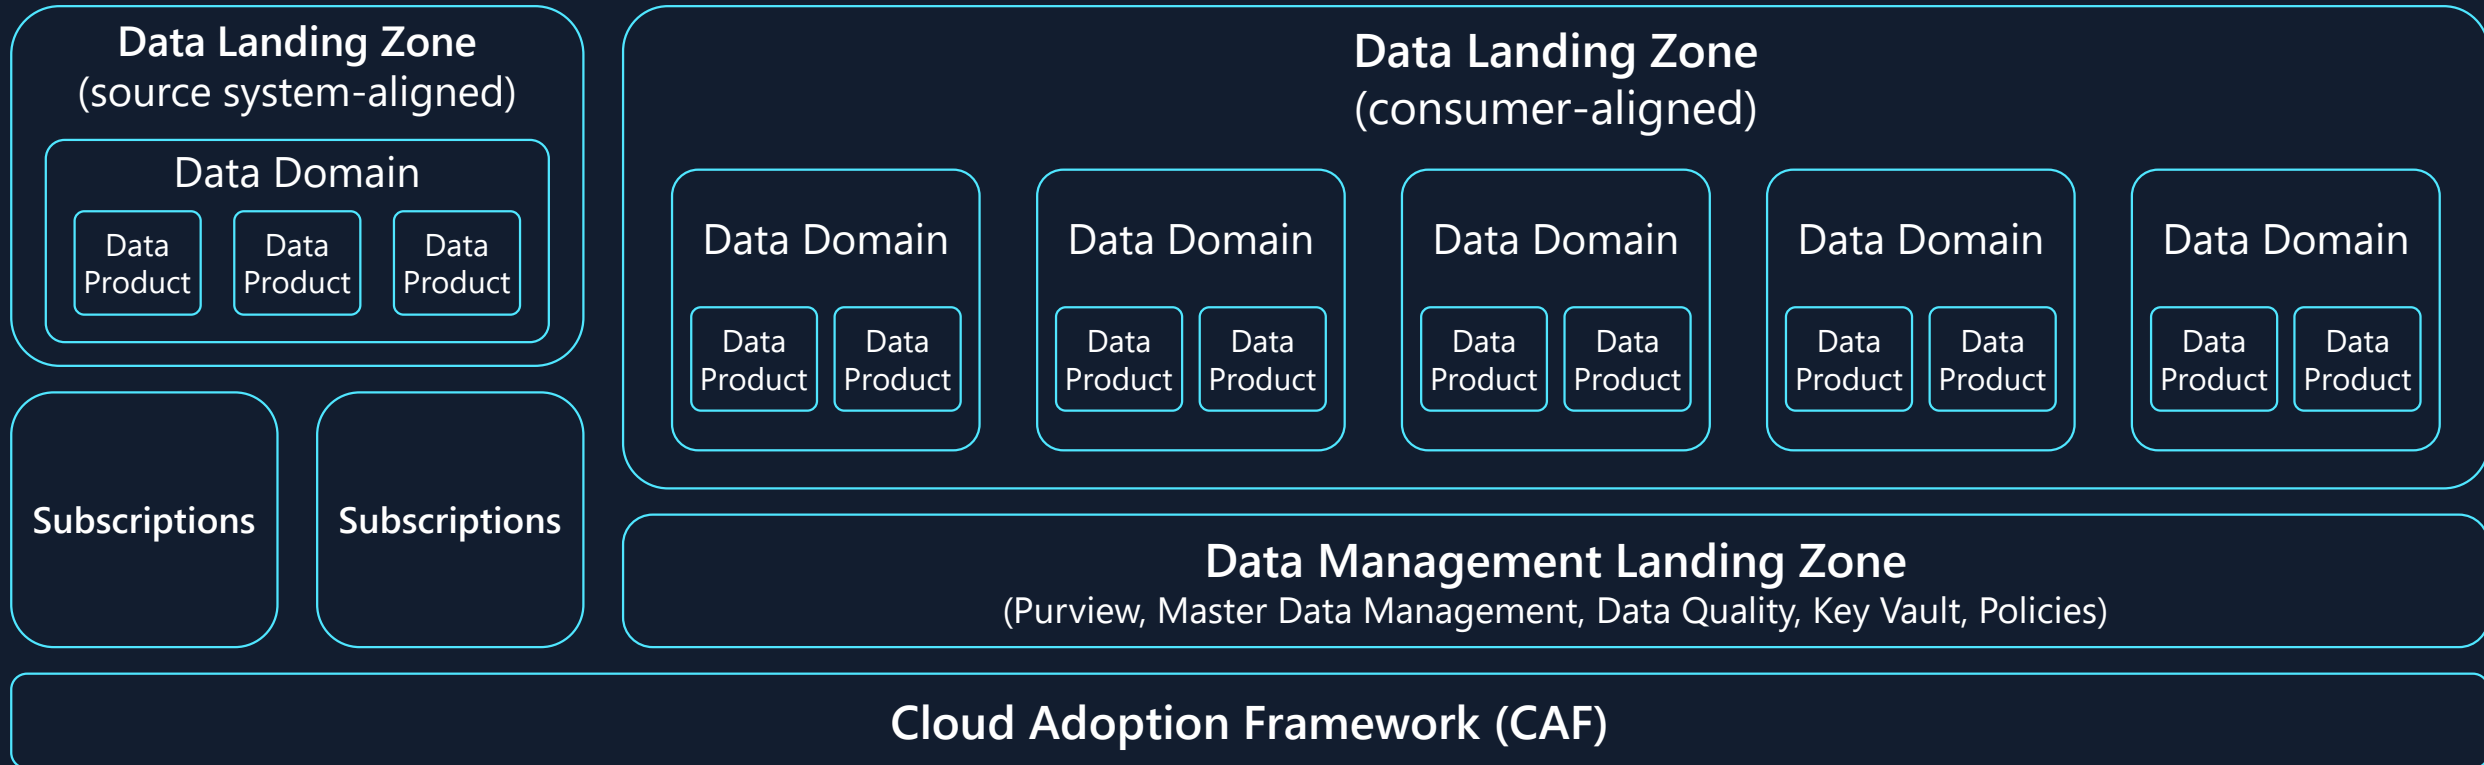 Data Landing Zone
(source system-aligned)
Data Domain
Data
Product
Data
Product
Data
Product
Subscriptions
Subscriptions
Data Landing Zone
(consumer-aligned)
Data Domain
Data
Product
Data
Product
Data Domain
Data
Product
Data
Product
Data Domain
Data
Product
Data
Product
Data Domain
Data
Product
Data
Product
Data Domain
Data
Product
Data
Product
Data Management Landing Zone
(Purview, Master Data Management, Data Quality, Key Vault, Policies)
Cloud Adoption Framework (CAF)